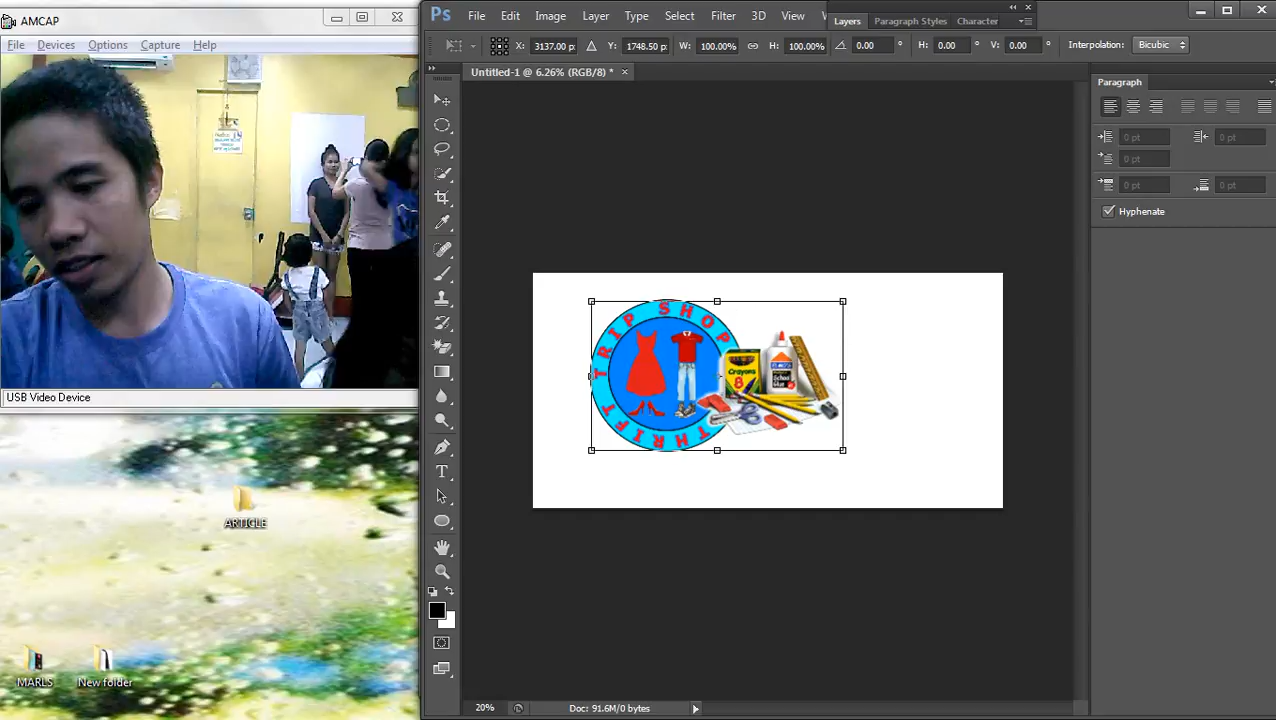 AMCAP
File Devices Options Capture Help
USB Video Device
ARTICLE
MARLS
New folder
Ps File Edit Image Layer Type Select Filter 3D View
Layers Paragraph Styles Character
X: 3137.00 p Y: 1748.50 p W: 100.00% H: 100.00% 0.00 ° H: 0.00 ° V: 0.00 ° Interpolation: Bicubic
Untitled-1 @ 6.26% (RGB/8) *
Paragraph
0 pt 0 pt
0 pt
0 pt 0 pt
Hyphenate
THRIFT TRIP SHOP
Crayons
8
School
Glue
20% Doc: 91.6M/0 bytes